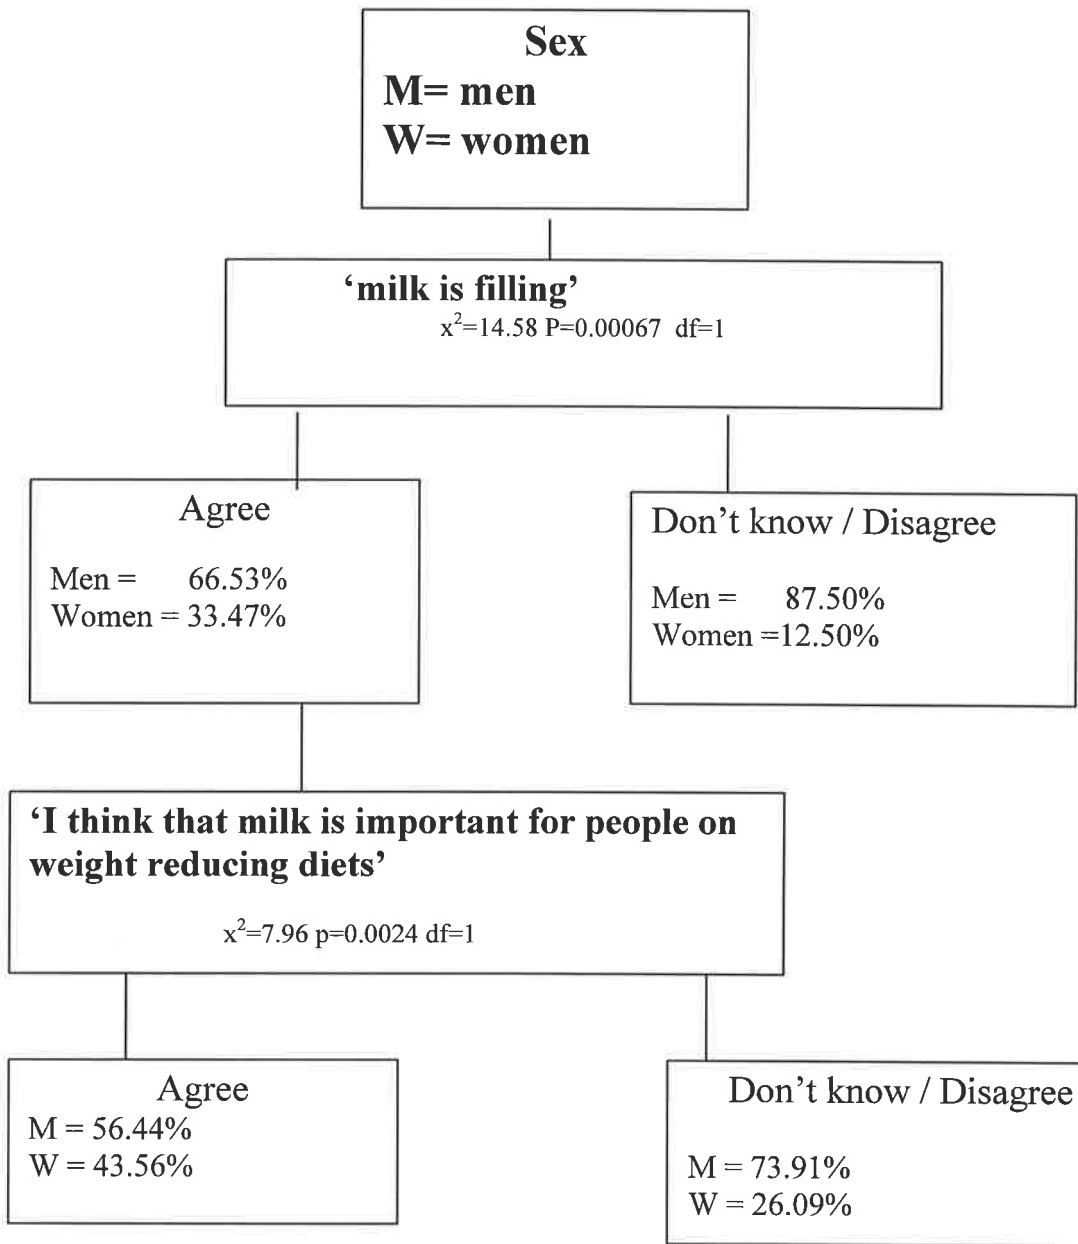 Sex
M= men
W= women
‘milk is filling’
x²=14.58 P=0.00067 df=1
Agree
Men = 66.53%
Women = 33.47%
Don’t know / Disagree
Men = 87.50%
Women =12.50%
‘I think that milk is important for people on
weight reducing diets’
x²=7.96 p=0.0024 df=1
Agree
M = 56.44%
W = 43.56%
Don’t know / Disagree
M = 73.91%
W = 26.09%